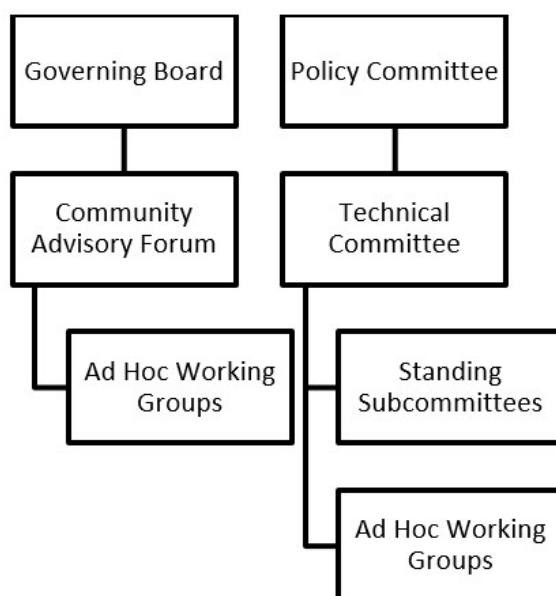 Governing Board
Policy Committee
Community
Advisory Forum
Technical
Committee
Ad Hoc Working
Groups
Standing
Subcommittees
Ad Hoc Working
Groups